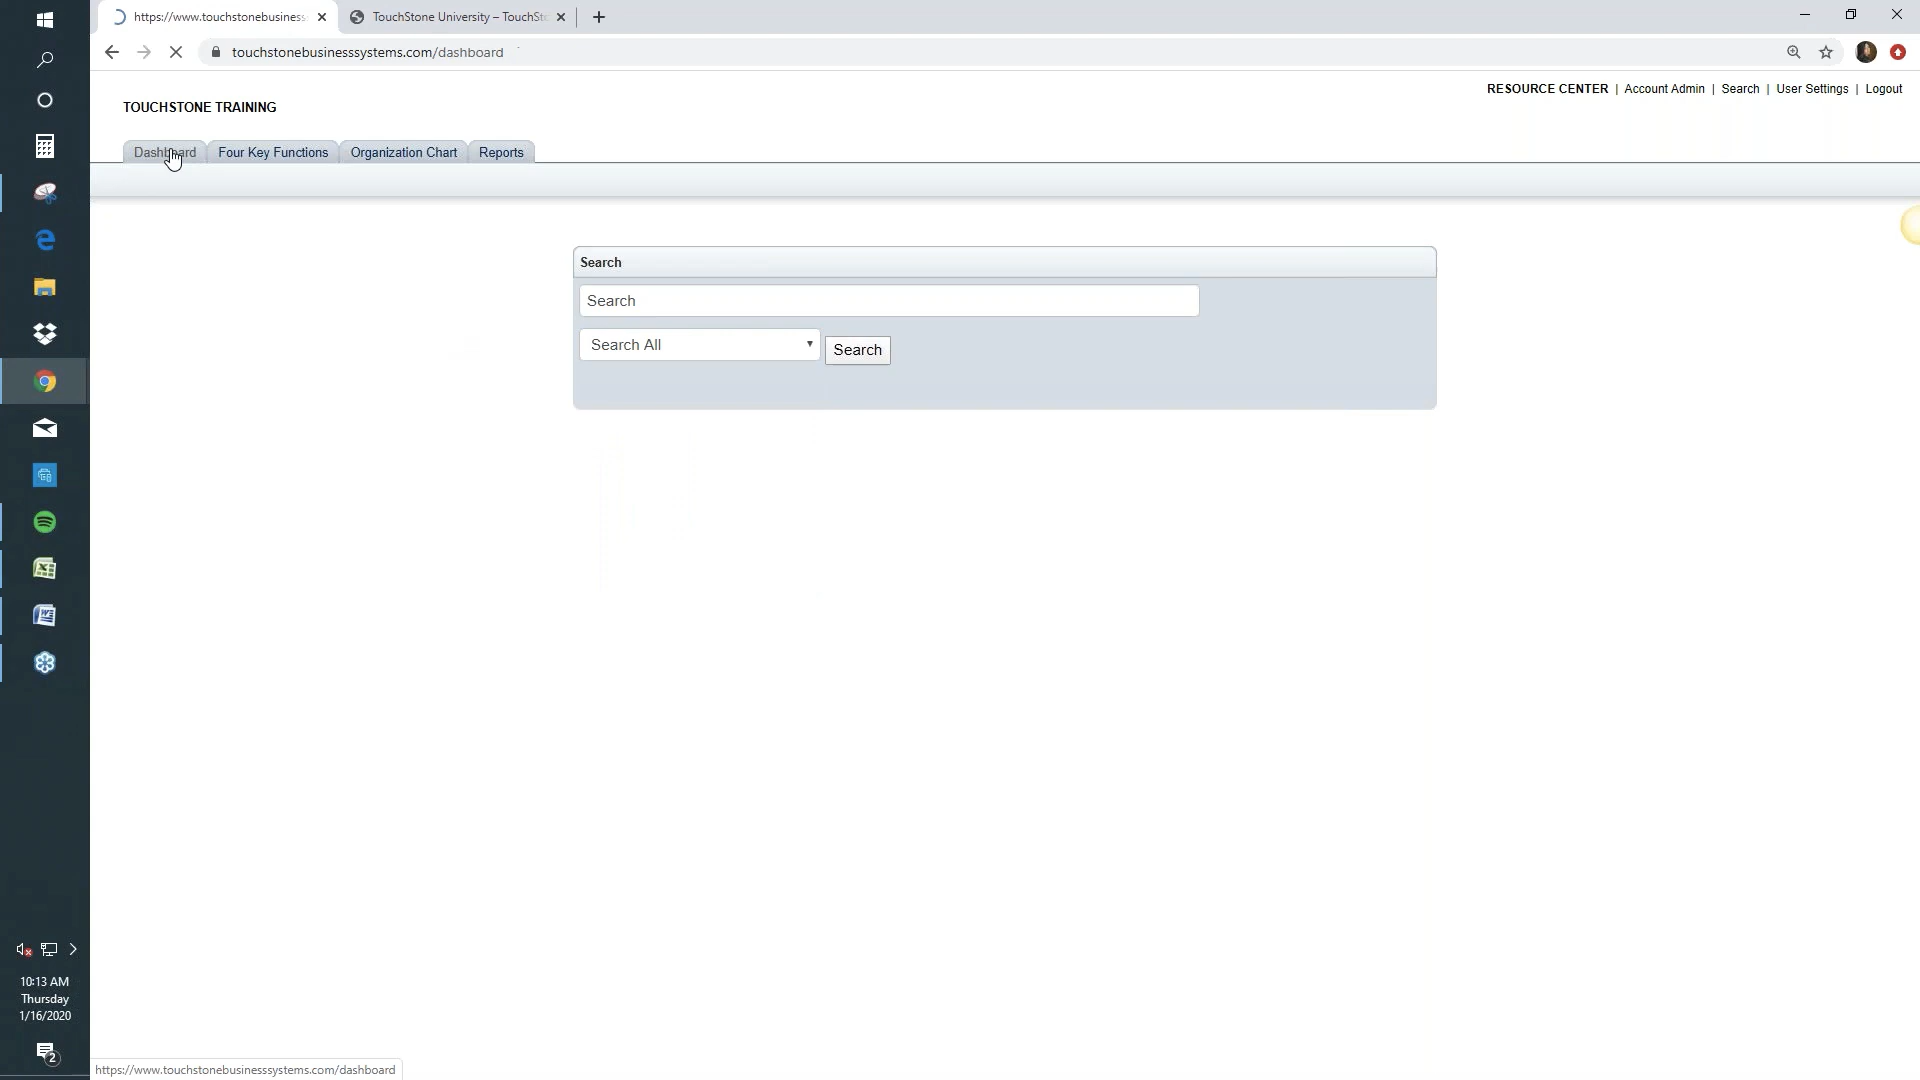 https://www.touchstonebusiness
TouchStone University – TouchSt
touchstonebusinesssystems.com/dashboard
RESOURCE CENTER | Account Admin | Search | User Settings | Logout
TOUCHSTONE TRAINING
Dashboard
Four Key Functions
Organization Chart
Reports
Search
Search
Search All
Search
10:13 AM
Thursday
1/16/2020
2
https://www.touchstonebusinesssystems.com/dashboard